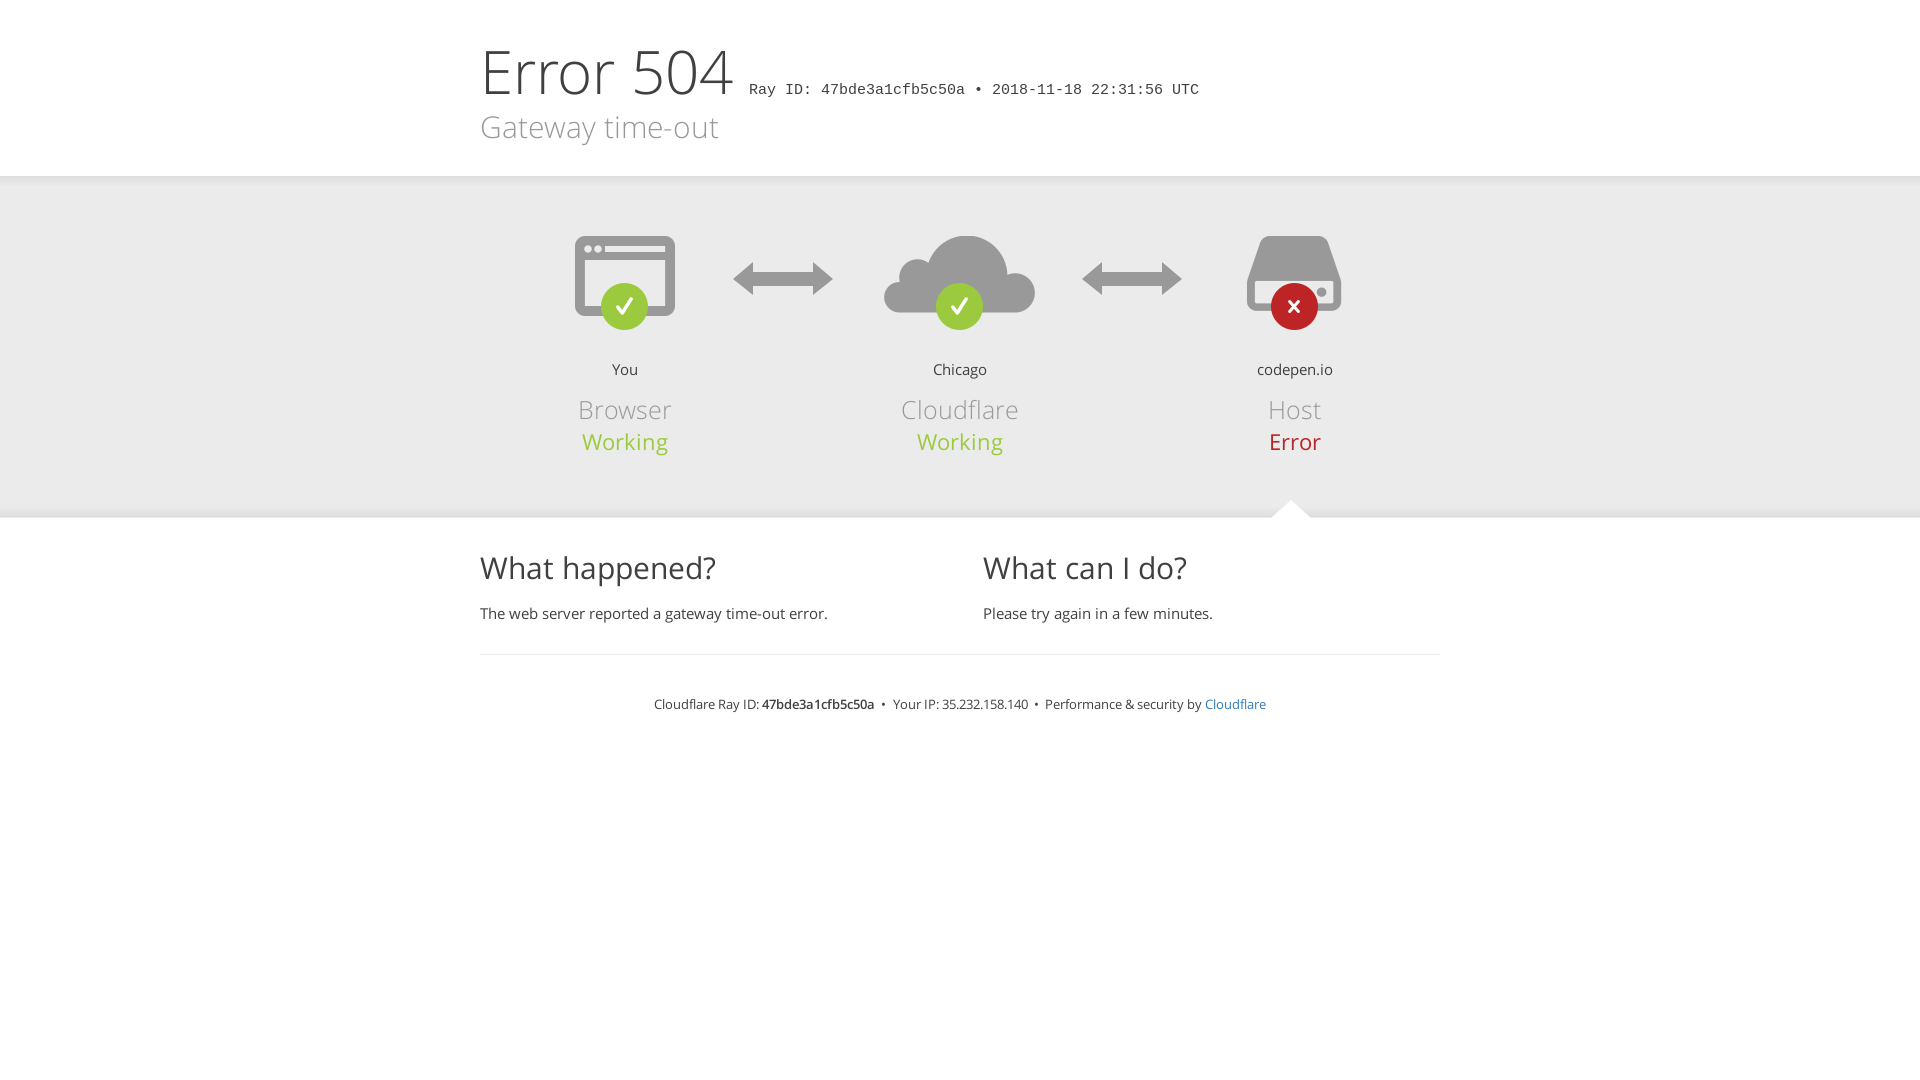 Error 504 Ray ID: 47bde3a1cfb5c50a • 2018-11-18 22:31:56 UTC
Gateway time-out
You
Browser
Working
Chicago
Cloudflare
Working
codepen.io
Host
Error
What happened?
The web server reported a gateway time-out error.
What can I do?
Please try again in a few minutes.
Cloudflare Ray ID: 47bde3a1cfb5c50a • Your IP: 35.232.158.140 • Performance & security by Cloudflare